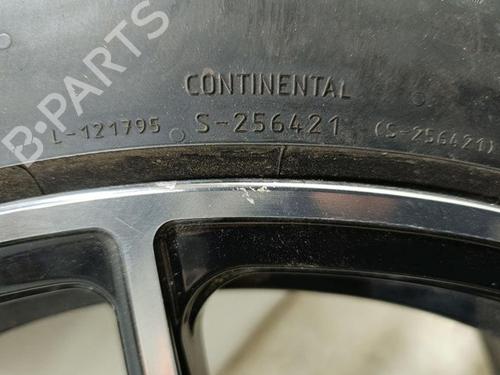 B-PARTS
CONTINENTAL
L-121795 S-256421 (S-256421)